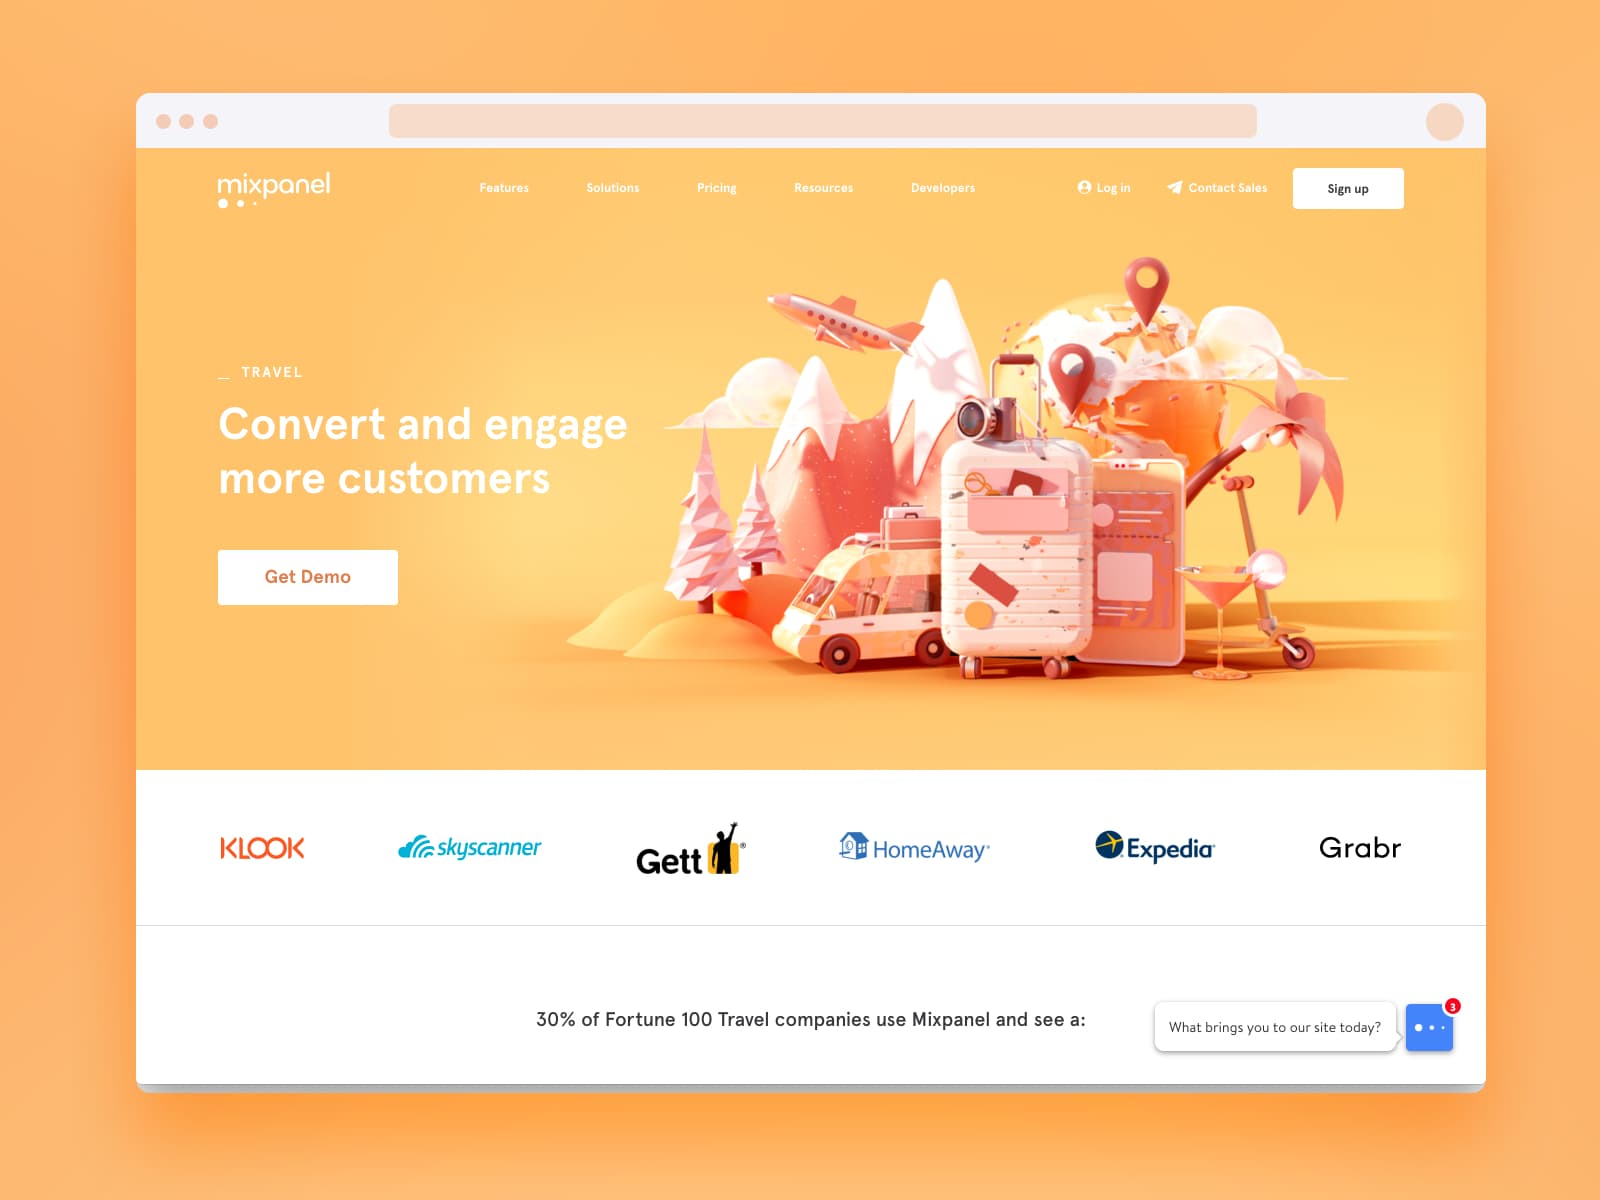 mixpanel
Features
Solutions
Pricing
Resources
Developers
Log in
Contact Sales
Sign up
_ TRAVEL
Convert and engage
more customers
Get Demo
KLOOK
skyscanner
Gett®
HomeAway®
Expedia®
Grabr
30% of Fortune 100 Travel companies use Mixpanel and see a:
What brings you to our site today?
3